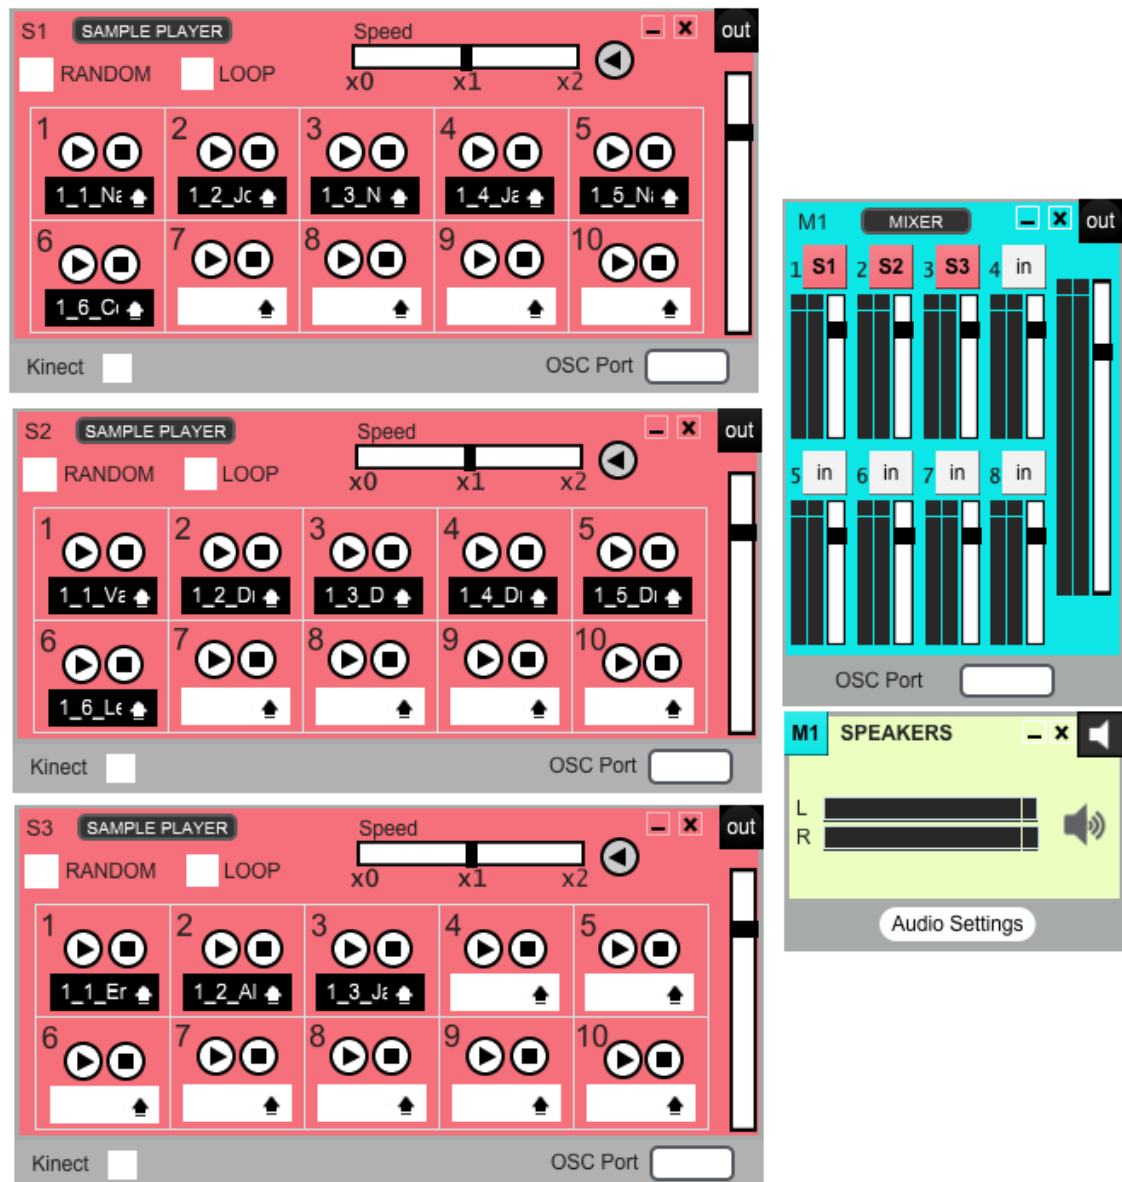 S1 SAMPLE PLAYER Speed out
RANDOM LOOP x0 x1 x2
1 2 3 4 5
1_1_Na 1_2_Jc 1_3_N 1_4_Ja 1_5_Na
6 7 8 9 10
1_6_C
Kinect OSC Port
S2 SAMPLE PLAYER Speed out
RANDOM LOOP x0 x1 x2
1 2 3 4 5
1_1_Va 1_2_D 1_3_D 1_4_D 1_5_D
6 7 8 9 10
1_6_Le
Kinect OSC Port
S3 SAMPLE PLAYER Speed out
RANDOM LOOP x0 x1 x2
1 2 3 4 5
1_1_Er 1_2_Al 1_3_Ja
6 7 8 9 10
Kinect OSC Port
M1 MIXER out
1 S1 2 S2 3 S3 4 in
5 in 6 in 7 in 8 in
OSC Port
M1 SPEAKERS
L
R
Audio Settings